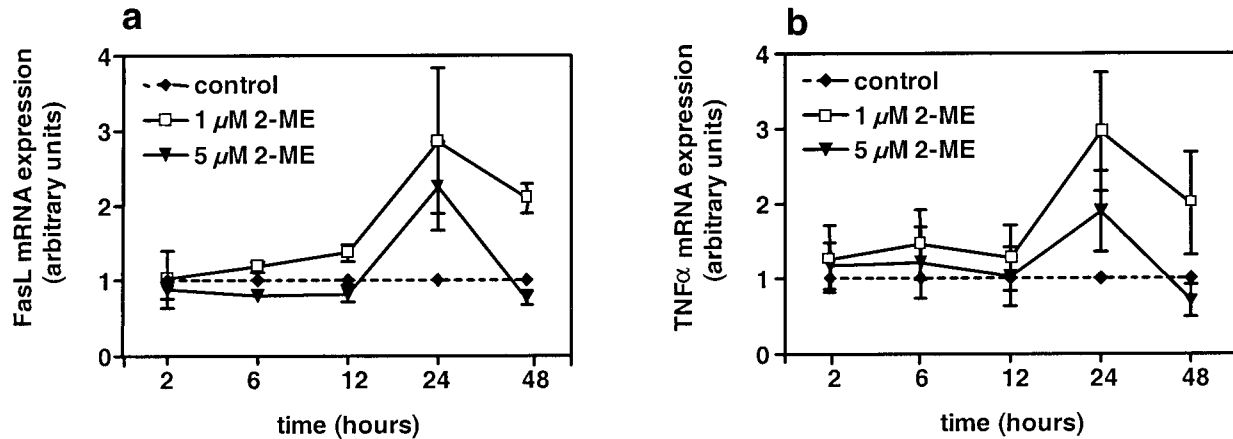 a
FasL mRNA expression
(arbitrary units)
4
3
2
1
0
control
1 µM 2-ME
5 µM 2-ME
2 6 12 24 48
time (hours)
b
TNFα mRNA expression
(arbitrary units)
4
3
2
1
0
control
1 µM 2-ME
5 µM 2-ME
2 6 12 24 48
time (hours)